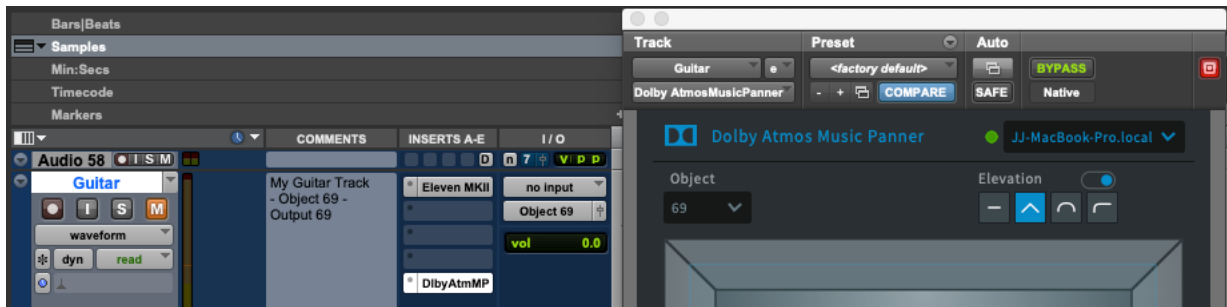 Bars|Beats
Samples
Min:Secs
Timecode
Markers
COMMENTS INSERTS A-E I / O
Audio 58 I S M D n 7 V P P
Guitar
I S M
waveform
dyn read
My Guitar Track
- Object 69 -
Output 69
Eleven MKII
DlbyAtmMP
no input
Object 69
vol 0.0
Track Preset Auto
Guitar e <factory default> BYPASS
Dolby AtmosMusicPanner - + COMPARE SAFE Native
Dolby Atmos Music Panner JJ-MacBook-Pro.local
Object Elevation
69